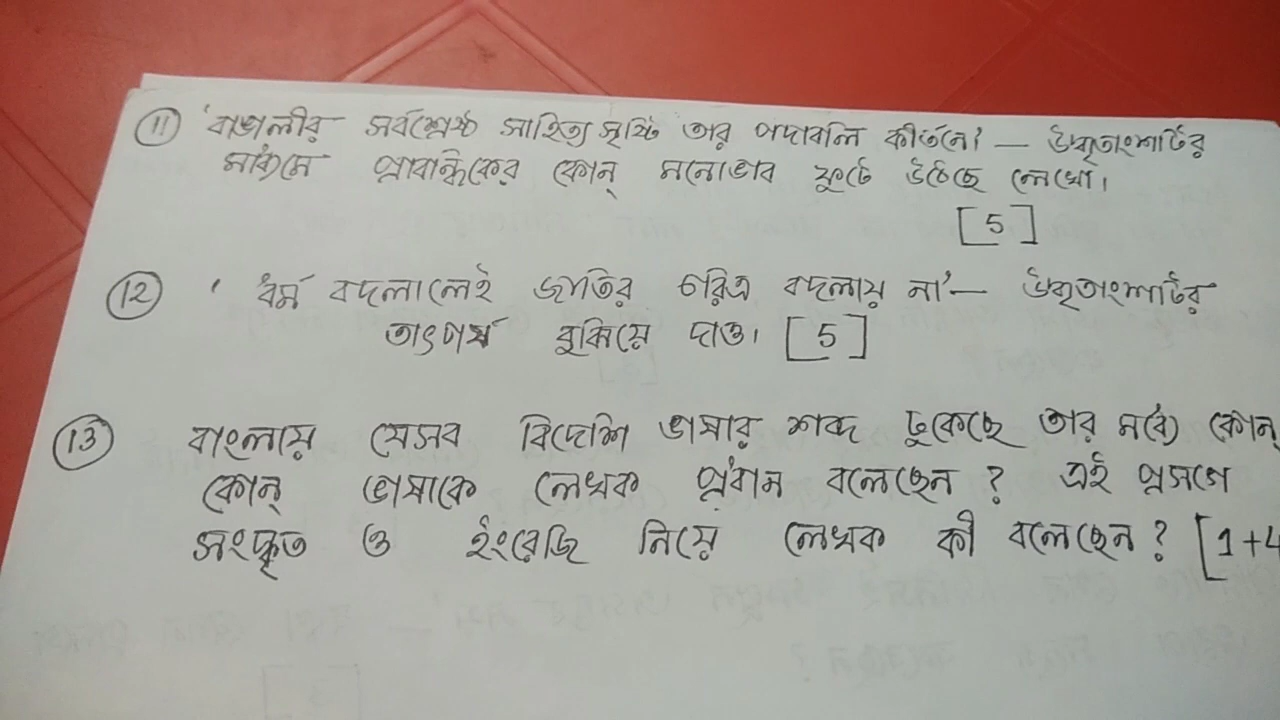 (11) 'বাঙালীর সর্বশ্রেষ্ঠ সাহিত্য সৃষ্টি তার পদাবলি কীর্তনে।' — উদ্ধৃতাংশটির
মাধ্যমে প্রাবন্ধিকের কোন্ মনোভাব ফুটে উঠেছে লেখো।
[5]
(12) 'ধর্ম বদলালেই জাতির চরিত্র বদলায় না' — উদ্ধৃতাংশটির
তাৎপর্য বুঝিয়ে দাও। [5]
(13) বাংলায় যেসব বিদেশি ভাষার শব্দ ঢুকেছে তার মধ্যে কোন্
কোন্ ভাষাকে লেখক প্রধান বলেছেন? এই প্রসঙ্গে
সংস্কৃত ও ইংরেজি নিয়ে লেখক কী বলেছেন? [1+4